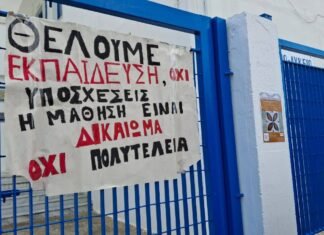 ΘΕΛΟΥΜΕ
ΕΚΠΑΙΔΕΥΣΗ, ΟΧΙ
ΥΠΟΣΧΕΣΕΙΣ
Η ΜΑΘΗΣΗ ΕΙΝΑΙ
ΔΙΚΑΙΩΜΑ
ΟΧΙ ΠΟΛΥΤΕΛΕΙΑ